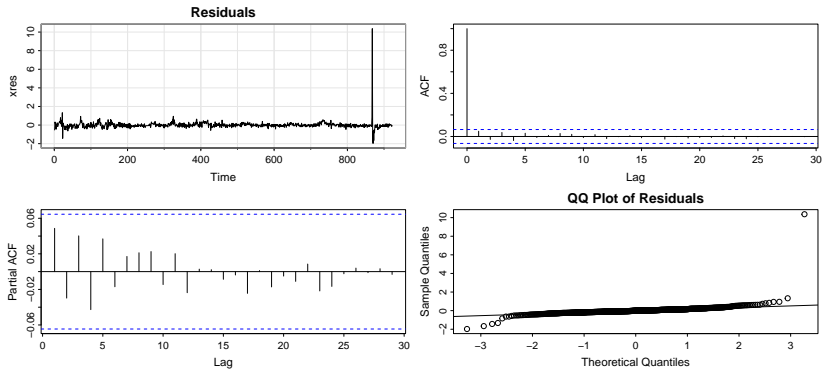 Residuals
xres
−2 0 2 4 6 8 10
0 200 400 600 800
Time
ACF
0.0 0.4 0.8
0 5 10 15 20 25 30
Lag
Partial ACF
−0.06 −0.02 0.02 0.06
0 5 10 15 20 25 30
Lag
QQ Plot of Residuals
Sample Quantiles
−2 0 2 4 6 8 10
−3 −2 −1 0 1 2 3
Theoretical Quantiles